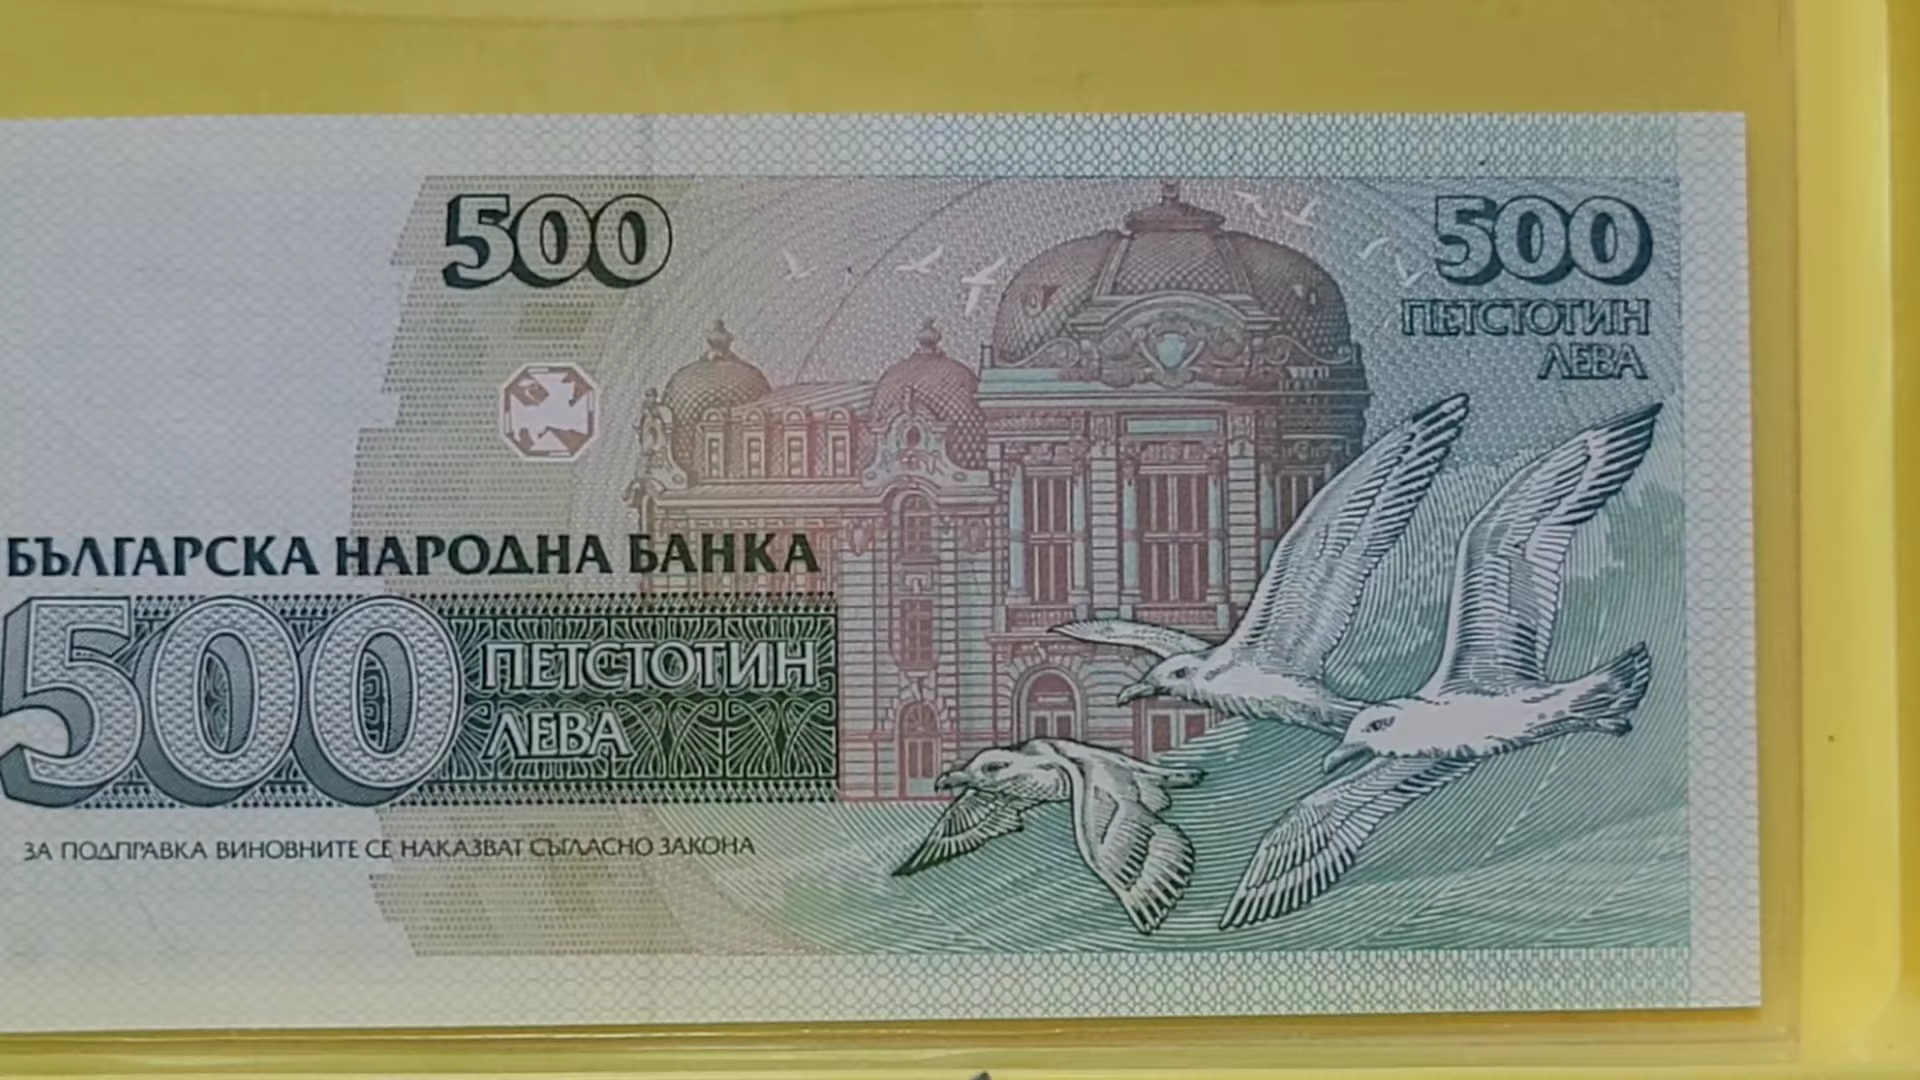 500
500
ПЕТСТОТИН
ЛЕВА
БЪЛГАРСКА НАРОДНА БАНКА
500 ПЕТСТОТИН
ЛЕВА
ЗА ПОДПРАВКА ВИНОВНИТЕ СЕ НАКАЗВАТ СЪГЛАСНО ЗАКОНА